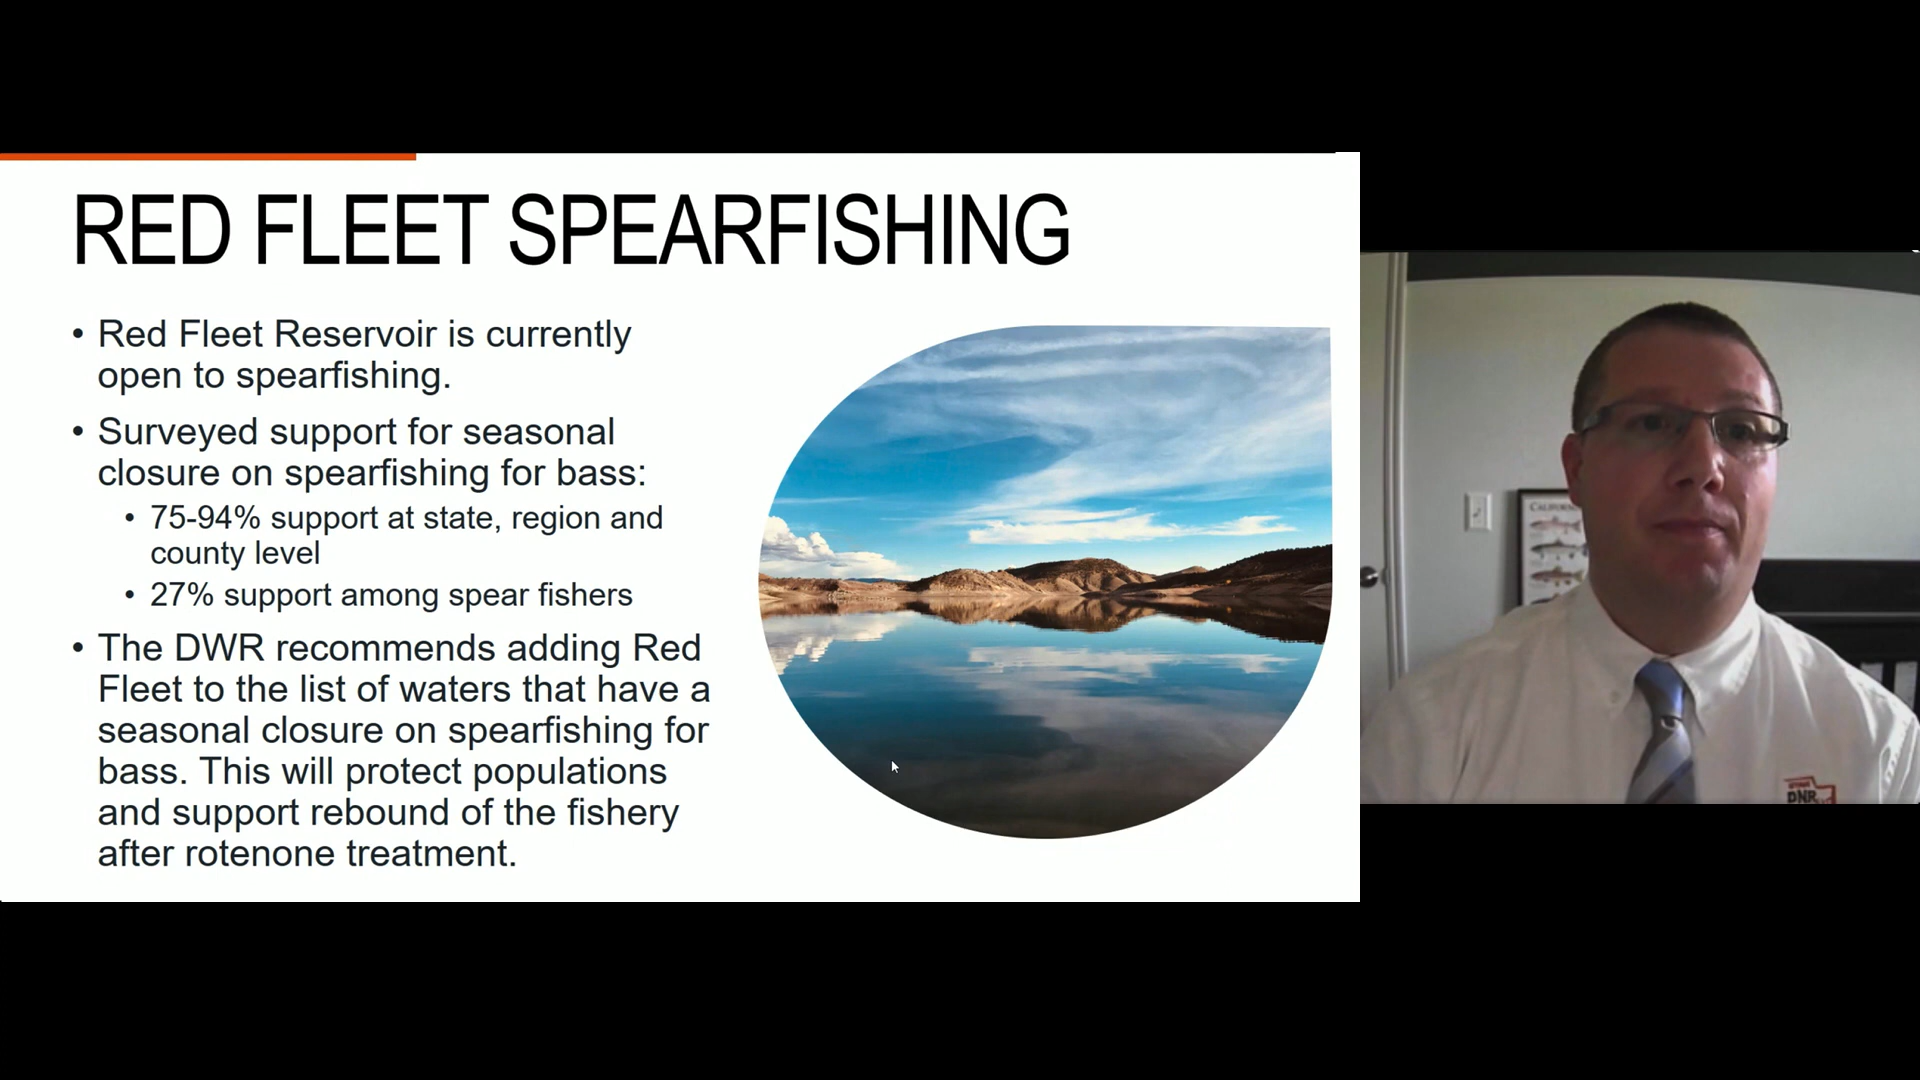 RED FLEET SPEARFISHING
• Red Fleet Reservoir is currently
open to spearfishing.
• Surveyed support for seasonal
closure on spearfishing for bass:
• 75-94% support at state, region and
county level
• 27% support among spear fishers
• The DWR recommends adding Red
Fleet to the list of waters that have a
seasonal closure on spearfishing for
bass. This will protect populations
and support rebound of the fishery
after rotenone treatment.
DNR